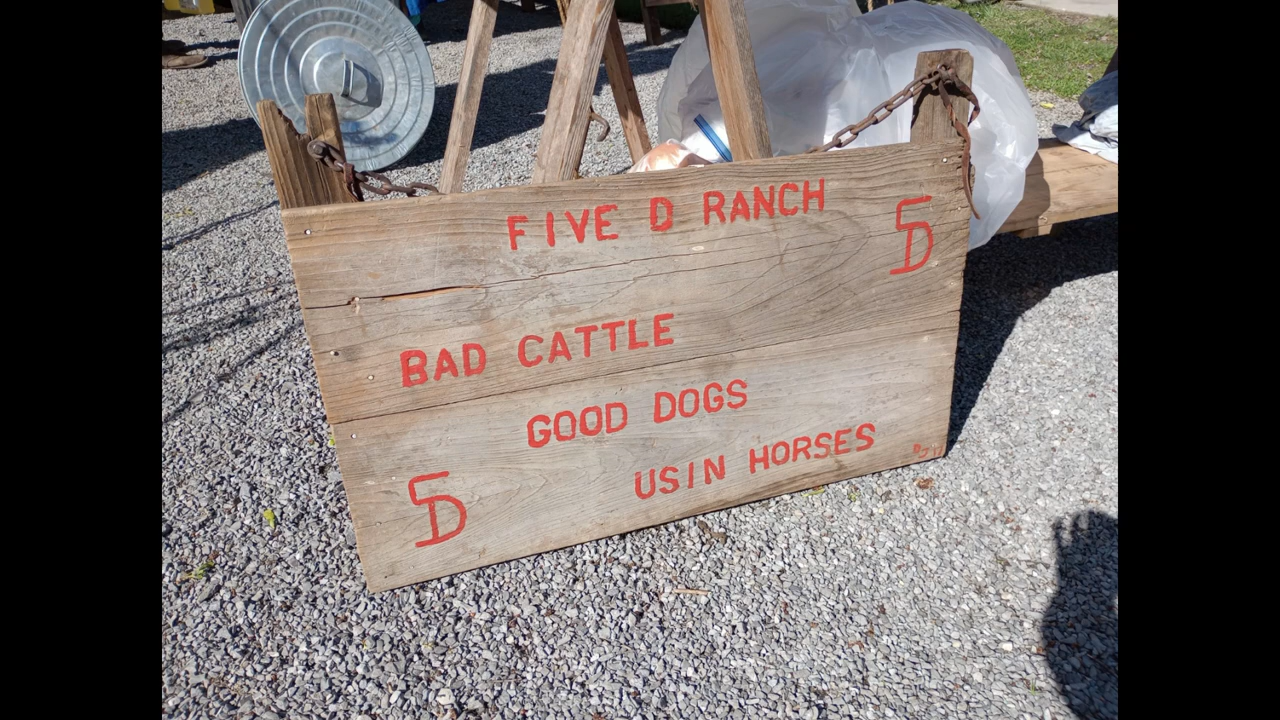 FIVE D RANCH
5D
BAD CATTLE
GOOD DOGS
USIN HORSES
5D